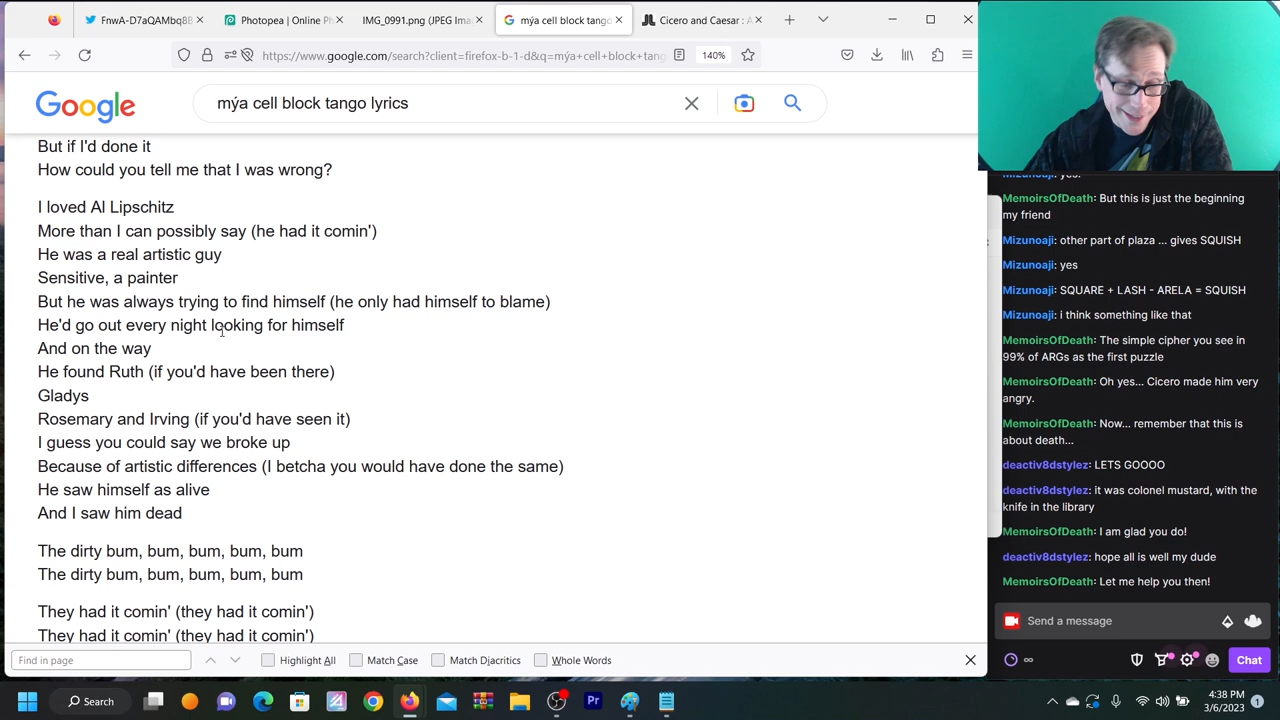 FnwA-D7aQAMbq8B
Photopea | Online Ph
IMG_0991.png (JPEG Imag
mýa cell block tango
Cicero and Caesar : A
https://www.google.com/search?client=firefox-b-1-d&q=mýa+cell+block+tang
140%
Google
mýa cell block tango lyrics
But if I'd done it
How could you tell me that I was wrong?
I loved Al Lipschitz
More than I can possibly say (he had it comin')
He was a real artistic guy
Sensitive, a painter
But he was always trying to find himself (he only had himself to blame)
He'd go out every night looking for himself
And on the way
He found Ruth (if you'd have been there)
Gladys
Rosemary and Irving (if you'd have seen it)
I guess you could say we broke up
Because of artistic differences (I betcha you would have done the same)
He saw himself as alive
And I saw him dead
The dirty bum, bum, bum, bum, bum
The dirty bum, bum, bum, bum, bum
They had it comin' (they had it comin')
They had it comin' (they had it comin')
Find in page
Highlight All
Match Case
Match Diacritics
Whole Words
Mizunoaji: yes.
MemoirsOfDeath: But this is just the beginning
my friend
Mizunoaji: other part of plaza ... gives SQUISH
Mizunoaji: yes
Mizunoaji: SQUARE + LASH - ARELA = SQUISH
Mizunoaji: i think something like that
MemoirsOfDeath: The simple cipher you see in
99% of ARGs as the first puzzle
MemoirsOfDeath: Oh yes... Cicero made him very
angry.
MemoirsOfDeath: Now... remember that this is
about death...
deactiv8dstylez: LETS GOOOO
deactiv8dstylez: it was colonel mustard, with the
knife in the library
MemoirsOfDeath: I am glad you do!
deactiv8dstylez: hope all is well my dude
MemoirsOfDeath: Let me help you then!
Send a message
Chat
Search
Pr
4:38 PM
3/6/2023
1